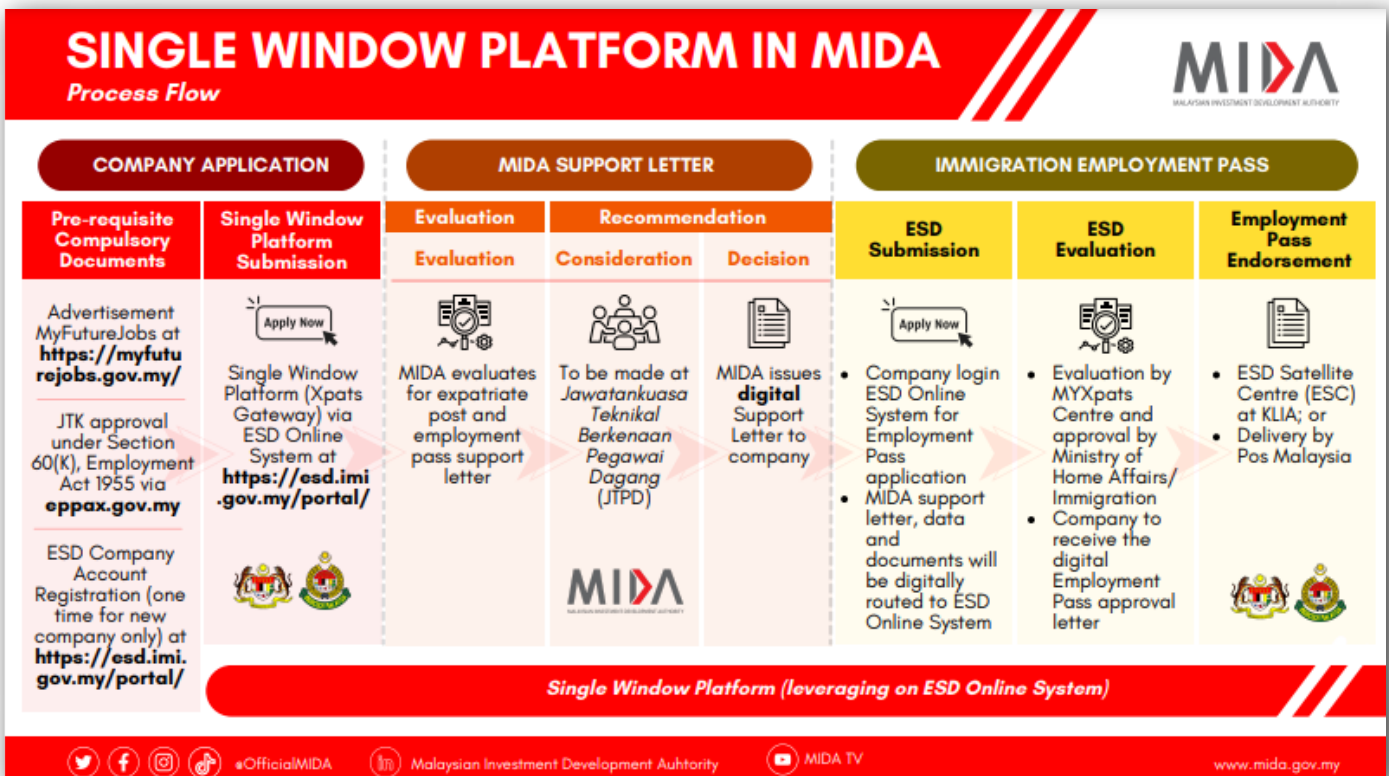 SINGLE WINDOW PLATFORM IN MIDA
Process Flow
MIDA
MALAYSIAN INVESTMENT DEVELOPMENT AUTHORITY
COMPANY APPLICATION
Pre-requisite
Compulsory
Documents
Advertisement
MyFutureJobs at
https://myfutu
rejobs.gov.my/
JTK approval
under Section
60(K), Employment
Act 1955 via
eppax.gov.my
ESD Company
Account
Registration (one
time for new
company only) at
https://esd.imi.
gov.my/portal/
Single Window
Platform
Submission
Apply Now
Single Window
Platform (Xpats
Gateway) via
ESD Online
System at
https://esd.imi
.gov.my/portal/
MIDA SUPPORT LETTER
Evaluation
Recommendation
Evaluation
Consideration
Decision
MIDA evaluates
for expatriate
post and
employment
pass support
letter
To be made at
Jawatankuasa
Teknikal
Berkenaan
Pegawai
Dagang
(JTPD)
MIDA
MALAYSIAN INVESTMENT DEVELOPMENT AUTHORITY
MIDA issues
digital
Support
Letter to
company
IMMIGRATION EMPLOYMENT PASS
ESD
Submission
Apply Now
• Company login
ESD Online
System for
Employment
Pass
application
• MIDA support
letter, data
and
documents will
be digitally
routed to ESD
Online System
ESD
Evaluation
• Evaluation by
MYXpats
Centre and
approval by
Ministry of
Home Affairs/
Immigration
• Company to
receive the
digital
Employment
Pass approval
letter
Employment
Pass
Endorsement
• ESD Satellite
Centre (ESC)
at KLIA; or
• Delivery by
Pos Malaysia
Single Window Platform (leveraging on ESD Online System)
@OfficialMIDA
in
Malaysian Investment Development Auhtority
MIDA TV
www.mida.gov.my